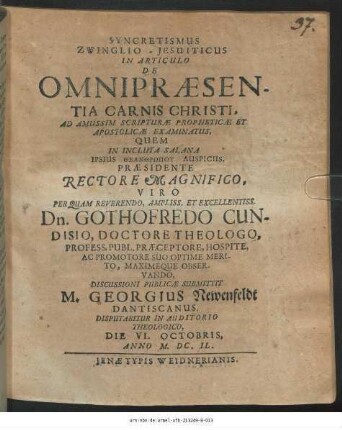 37.
SYNCRETISMUS
ZWINGLIO-JESUITICUS
IN ARTICULO
DE
OMNIPRÆSEN-
TIA CARNIS CHRISTI,
AD AMUSSIM SCRIPTURÆ PROPHETICÆ ET
APOSTOLICÆ EXAMINATUS.
QUEM
IN INCLUTA SALANA
IPSIUS ΘΕΑΝΘΡΩΠΟΥ AUSPICIIS,
PRÆSIDENTE
RECTORE MAGNIFICO,
VIRO
PERQUAM REVERENDO, AMPLISS. ET EXCELLENTISS.
Dn. GOTHOFREDO CUN-
DISIO, DOCTORE THEOLOGO,
PROFESS. PUBL. PRÆCEPTORE, HOSPITE,
AC PROMOTORE SUO OPTIME MERI-
TO, MAXIMEQUE OBSER-
VANDO,
DISCUSSIONI PUBLICÆ SUBMITTIT
M. GEORGIUS Newenfeldt
DANTISCANUS.
DISPUTABITUR IN AUDITORIO
THEOLOGICO,
DIE VI. OCTOBRIS,
ANNO M. DC. IL.
JENÆ TYPIS WEIDNERIANIS.